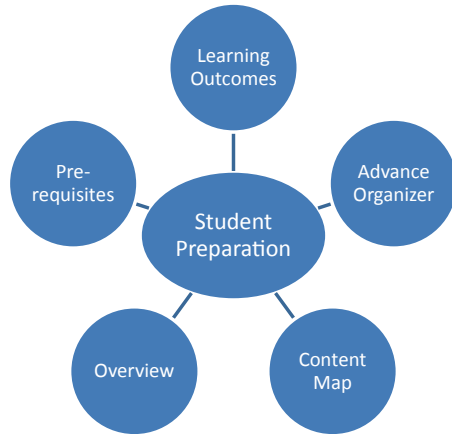 Learning
Outcomes
Pre-
requisites
Advance
Organizer
Student
Preparation
Overview
Content
Map